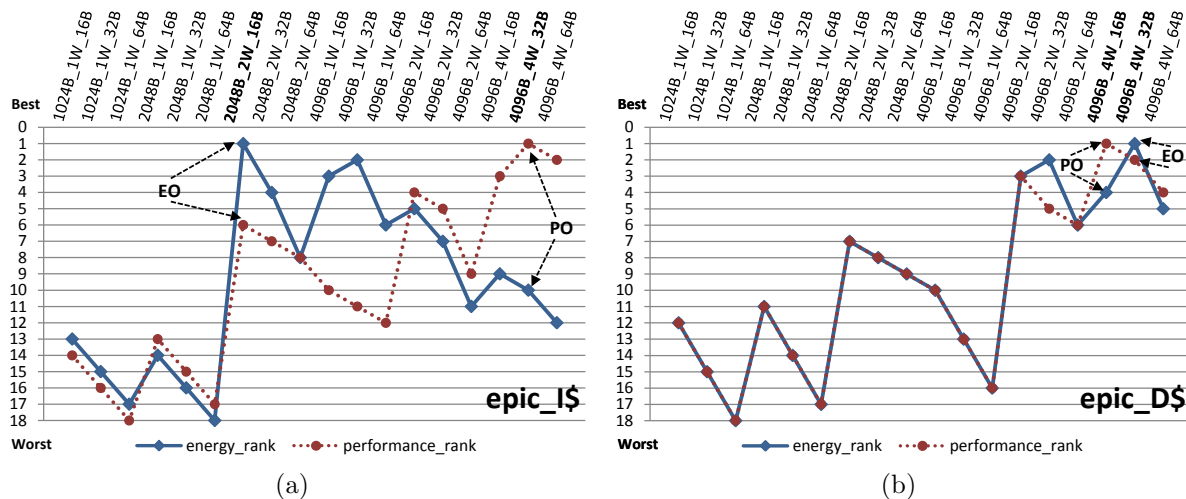 1024B_1W_16B
1024B_1W_32B
1024B_1W_64B
2048B_1W_16B
2048B_1W_32B
2048B_1W_64B
2048B_2W_16B
2048B_2W_32B
2048B_2W_64B
4096B_1W_16B
4096B_1W_32B
4096B_1W_64B
4096B_2W_16B
4096B_2W_32B
4096B_2W_64B
4096B_4W_16B
4096B_4W_32B
4096B_4W_64B
Best
0
1
2
3
4
5
6
7
8
9
10
11
12
13
14
15
16
17
18
Worst
EO
PO
epic_I$
energy_rank
performance_rank
(a)
1024B_1W_16B
1024B_1W_32B
1024B_1W_64B
2048B_1W_16B
2048B_1W_32B
2048B_1W_64B
2048B_2W_16B
2048B_2W_32B
2048B_2W_64B
4096B_1W_16B
4096B_1W_32B
4096B_1W_64B
4096B_2W_16B
4096B_2W_32B
4096B_2W_64B
4096B_4W_16B
4096B_4W_32B
4096B_4W_64B
Best
0
1
2
3
4
5
6
7
8
9
10
11
12
13
14
15
16
17
18
Worst
PO
EO
epic_D$
energy_rank
performance_rank
(b)